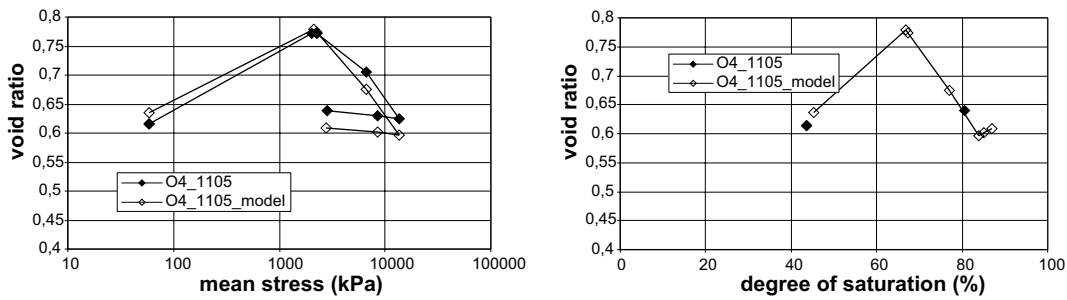 0,8
0,75
0,7
0,65
0,6
0,55
0,5
0,45
0,4
void ratio
O4_1105
O4_1105_model
10 100 1000 10000 100000
mean stress (kPa)
0,8
0,75
0,7
0,65
0,6
0,55
0,5
0,45
0,4
void ratio
O4_1105
O4_1105_model
0 20 40 60 80 100
degree of saturation (%)